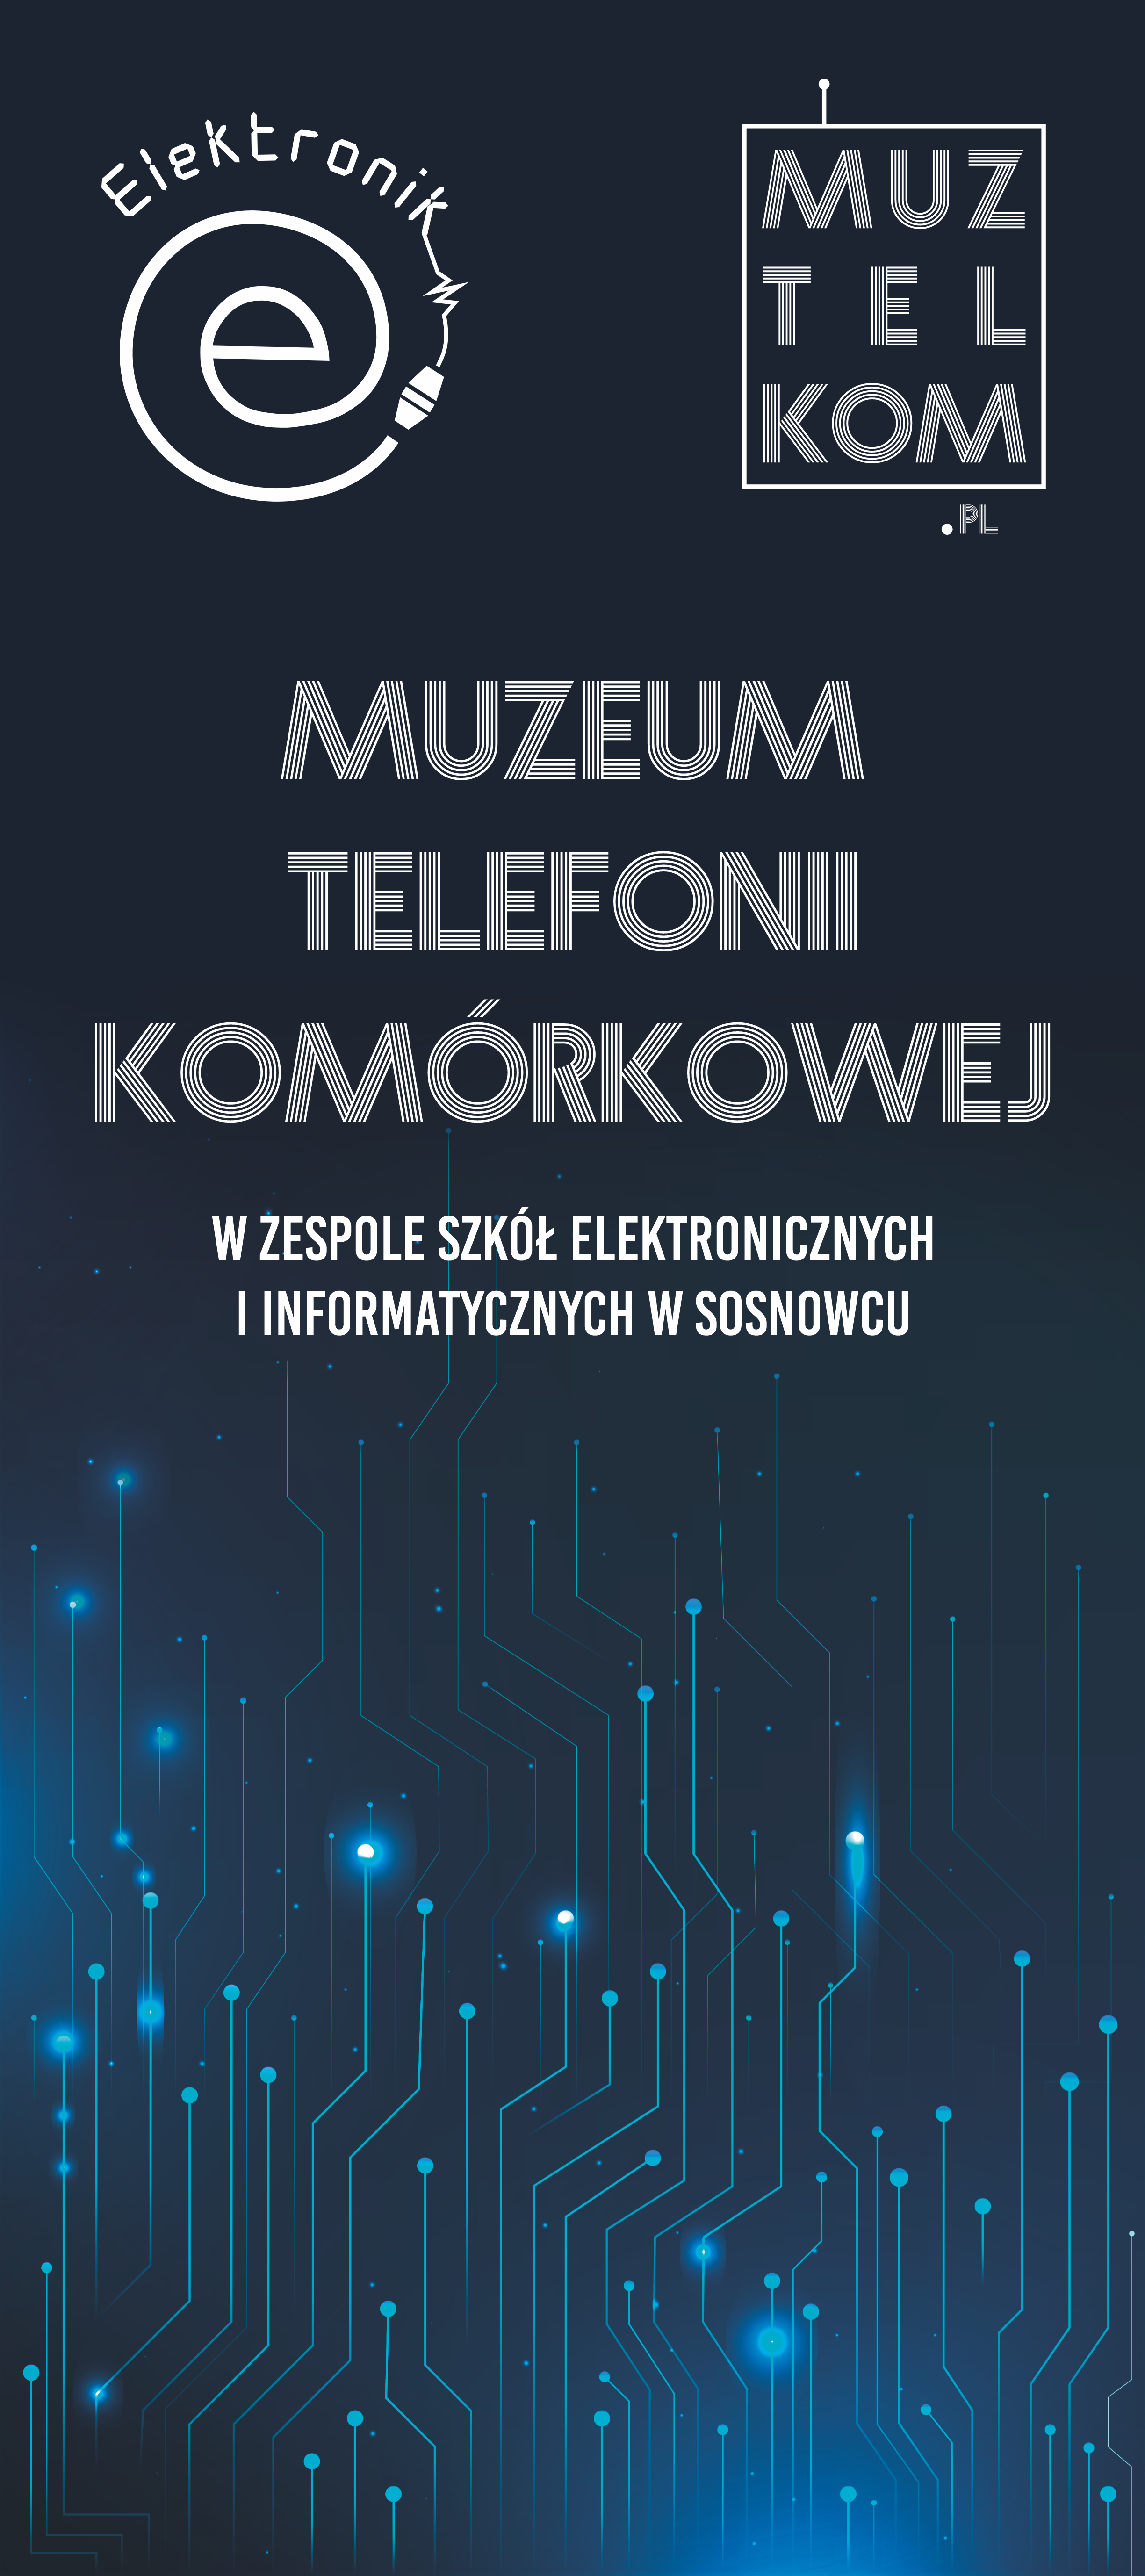 Elektronik
e
MUZ
TEL
KOM
.PL
MUZEUM
TELEFONII
KOMÓRKOWEJ
W ZESPOLE SZKÓŁ ELEKTRONICZNYCH
I INFORMATYCZNYCH W SOSNOWCU